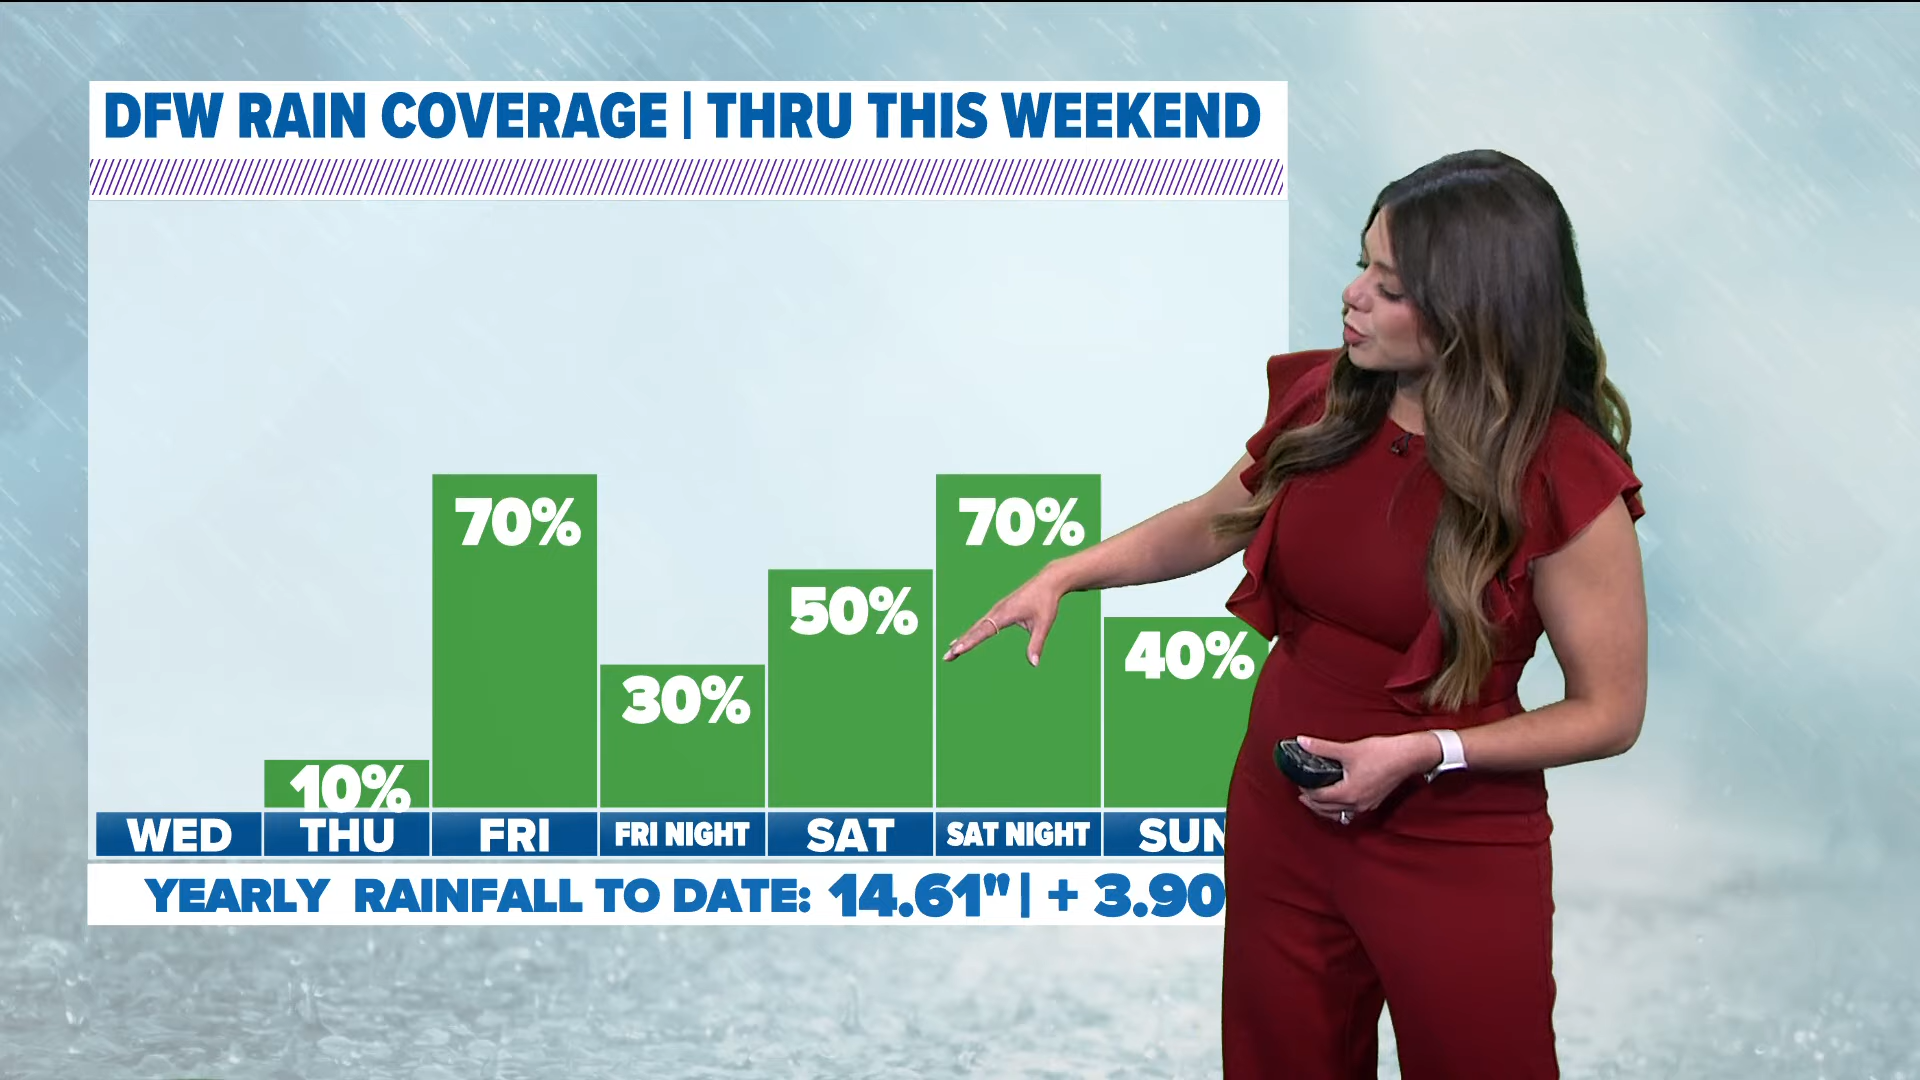 DFW RAIN COVERAGE | THRU THIS WEEKEND
70% 70%
50%
40%
30%
10%
WED THU FRI FRI NIGHT SAT SAT NIGHT SUN
YEARLY RAINFALL TO DATE: 14.61" | + 3.90